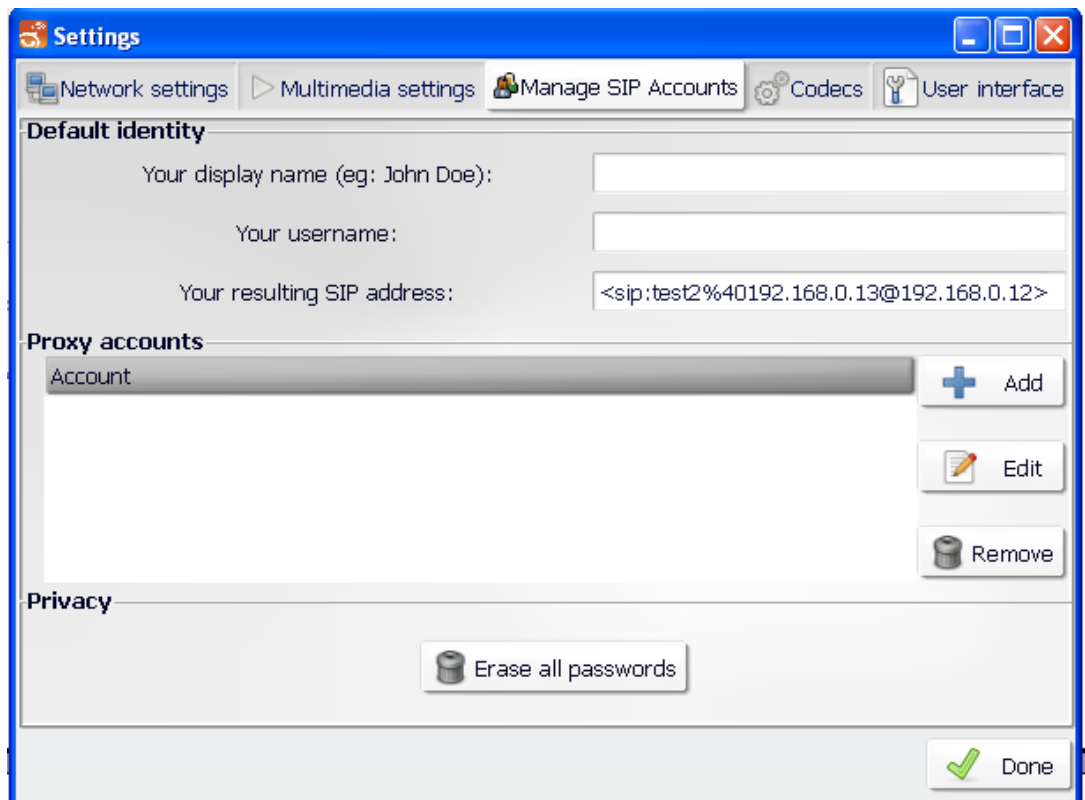 Settings
Network settings Multimedia settings Manage SIP Accounts Codecs User interface
Default identity
Your display name (eg: John Doe):
Your username:
Your resulting SIP address: <sip:test2%40192.168.0.13@192.168.0.12>
Proxy accounts
Account
Add
Edit
Remove
Privacy
Erase all passwords
Done